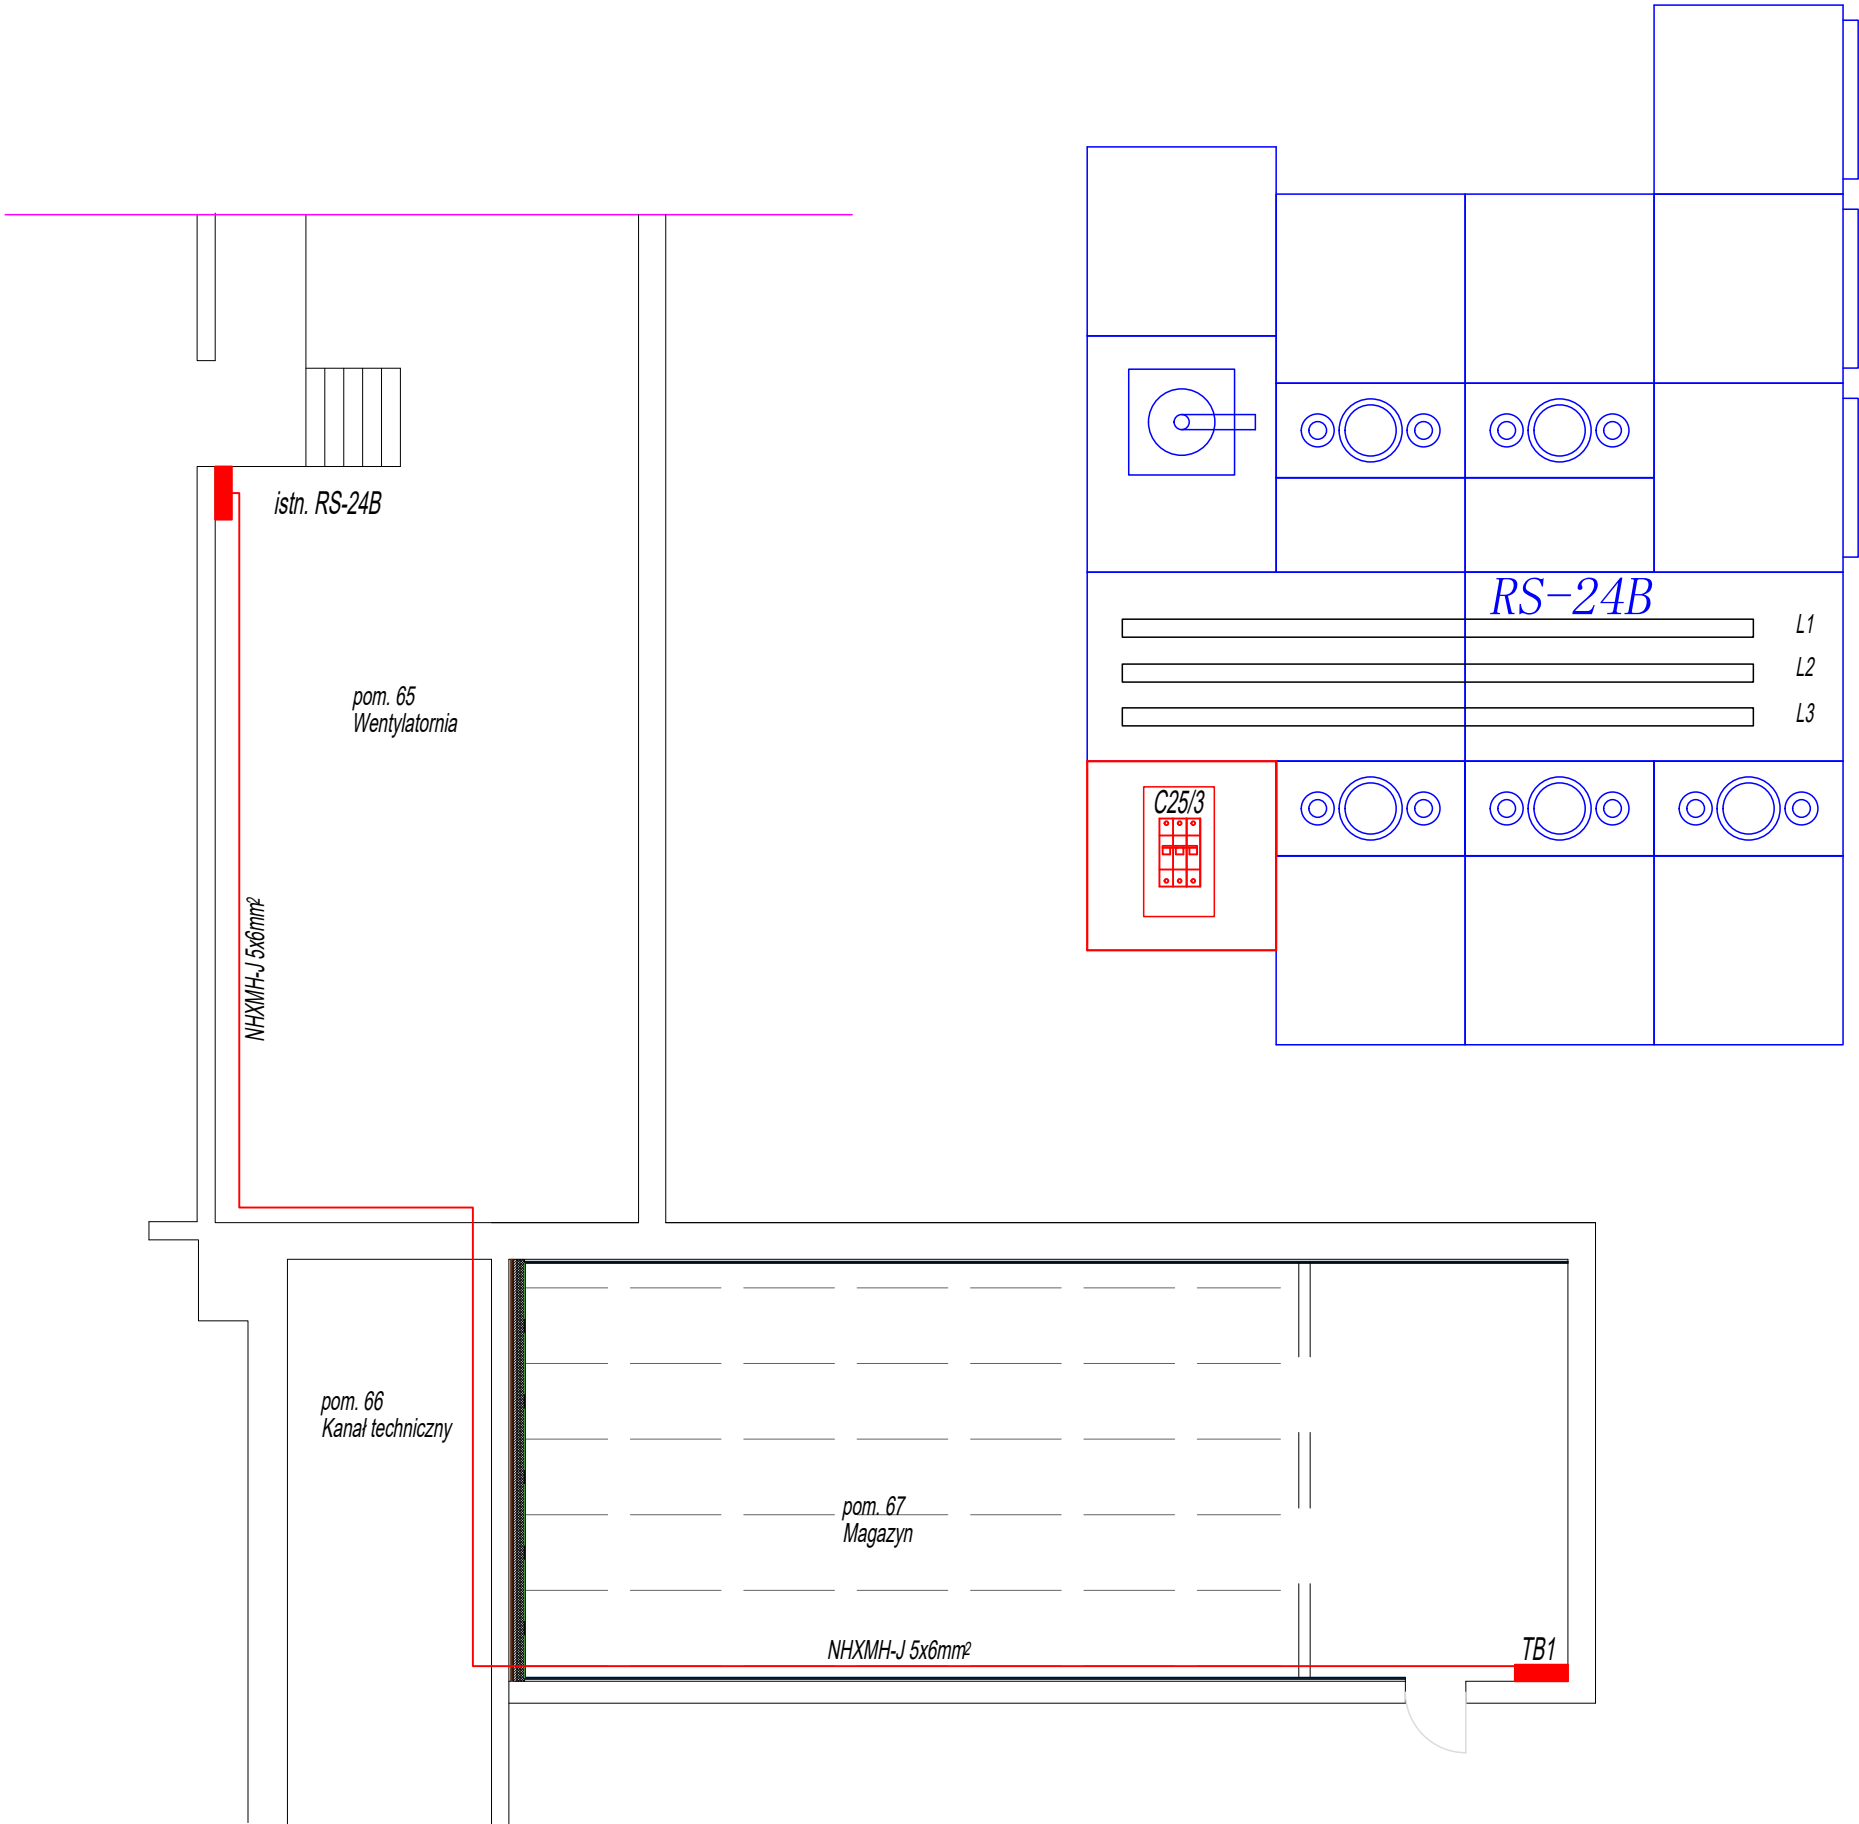 istn. RS-24B
RS-24B
L1
L2
L3
pom. 65
Wentylatornia
C25/3
NHXMH-J 5x6mm²
pom. 66
Kanał techniczny
pom. 67
Magazyn
NHXMH-J 5x6mm²
TB1